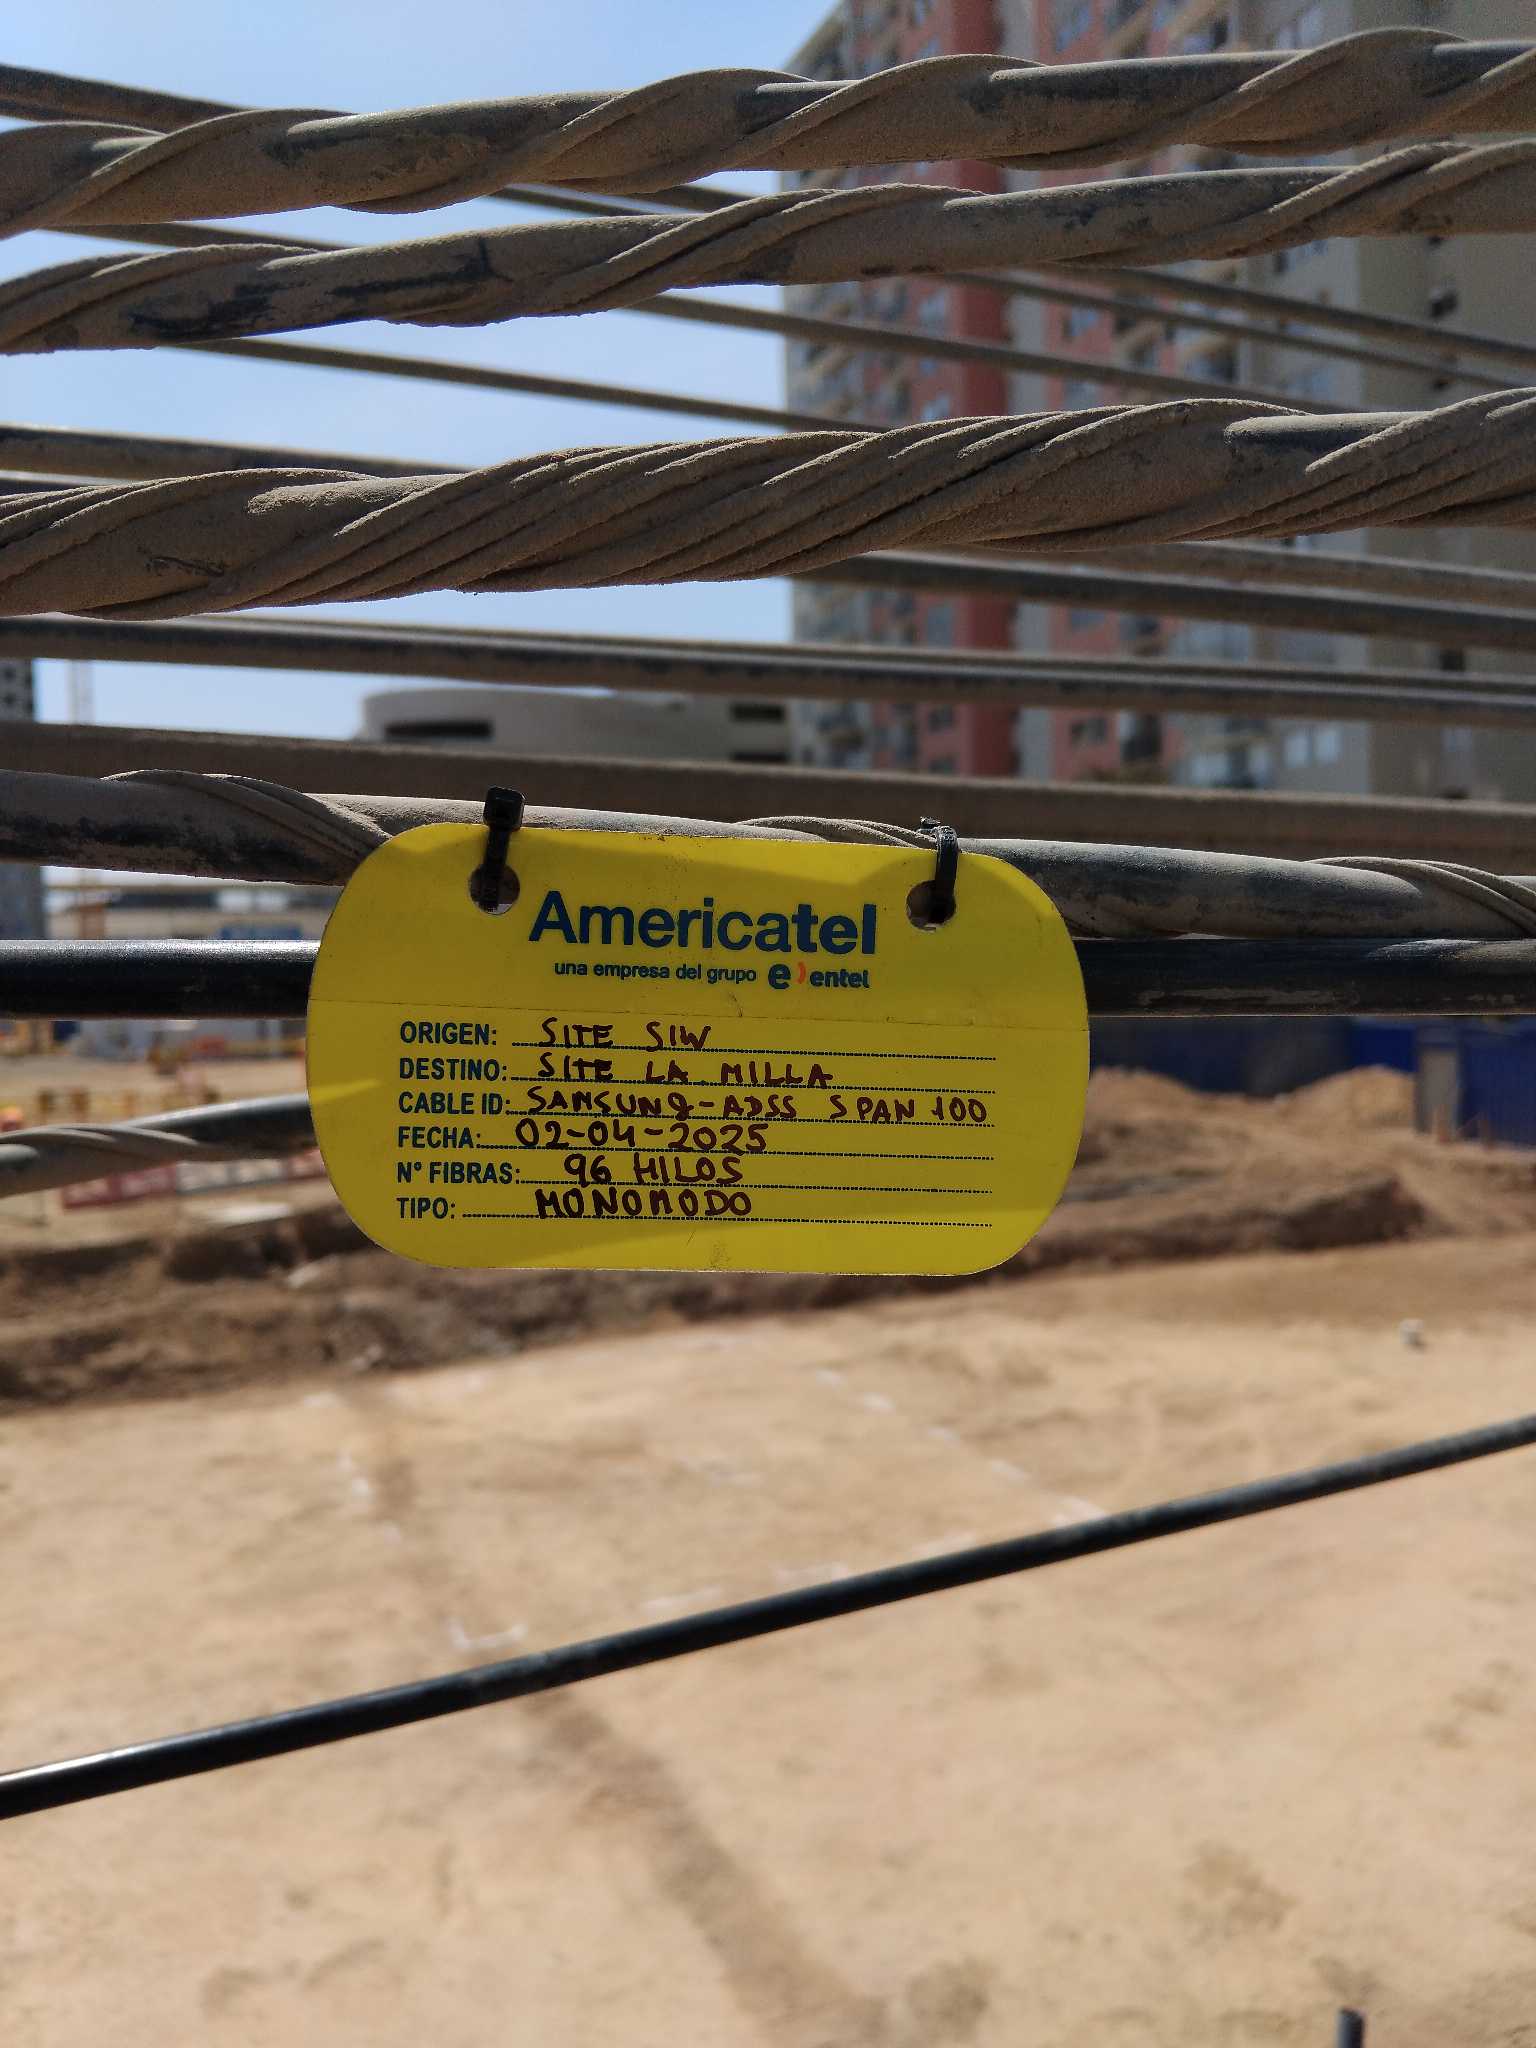 Americatel
una empresa del grupo e) entel
ORIGEN: SITE SIW
DESTINO: SITE LA MILLA
CABLE ID: SAMSUNG-ADSS SPAN 100
FECHA: 02-04-2025
N° FIBRAS: 96 HILOS
TIPO: MONOMODO